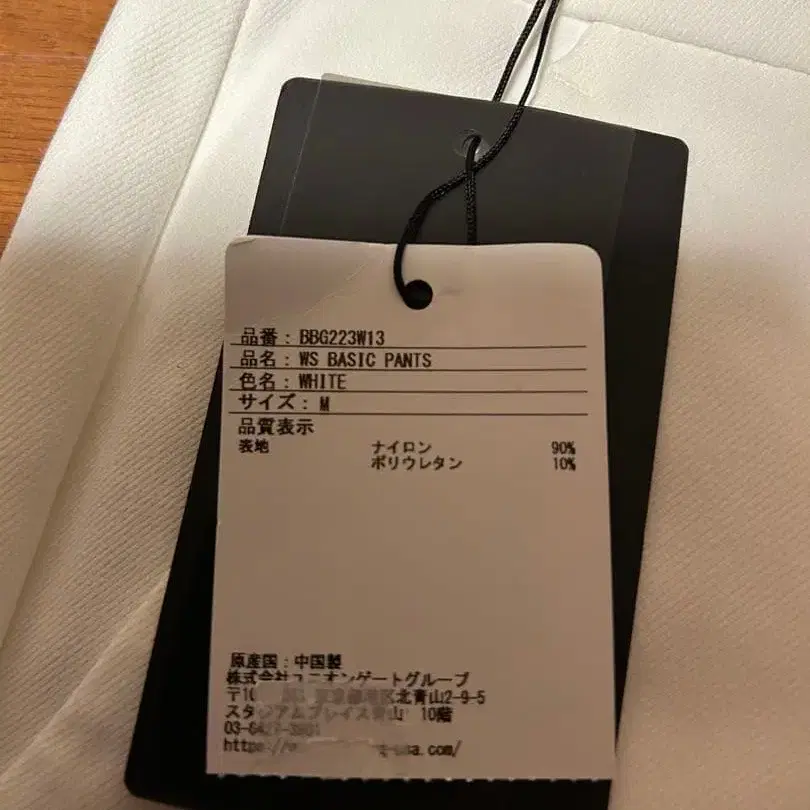 品番：BBG223W13
品名：WS BASIC PANTS
色名：WHITE
サイズ：M
品質表示
表地 ナイロン 90%
ポリウレタン 10%
原産国：中国製
株式会社ユニオンゲートグループ
北青山2-9-5
スタジアムプレイス青山 10階